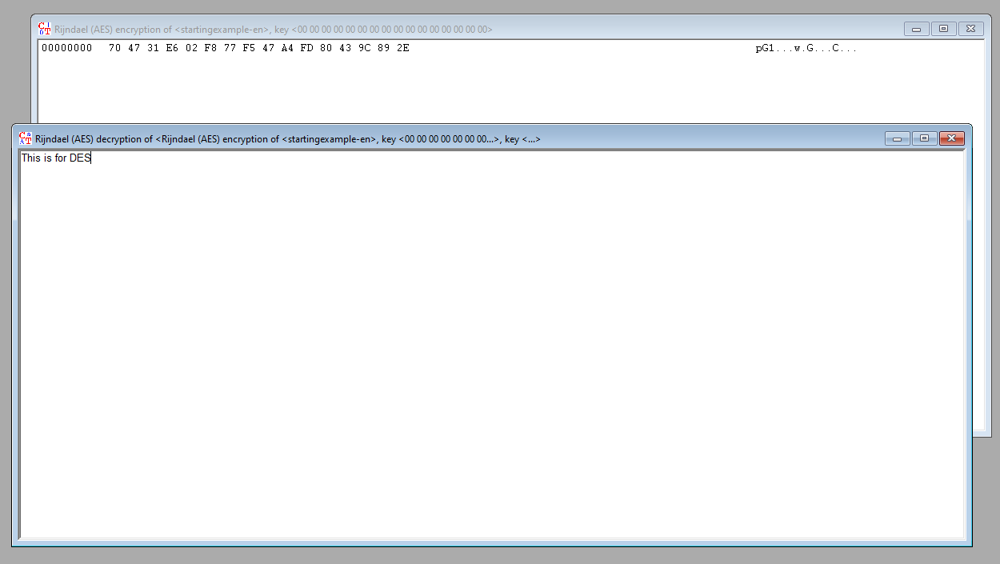 Rijndael (AES) encryption of <startingexample-en>, key <00 00 00 00 00 00 00 00 00 00 00 00 00 00 00 00>
00000000 70 47 31 E6 02 F8 77 F5 47 A4 FD 80 43 9C 89 2E pG1...w.G...C...
Rijndael (AES) decryption of <Rijndael (AES) encryption of <startingexample-en>, key <00 00 00 00 00 00 00...>, key <...>
This is for DES